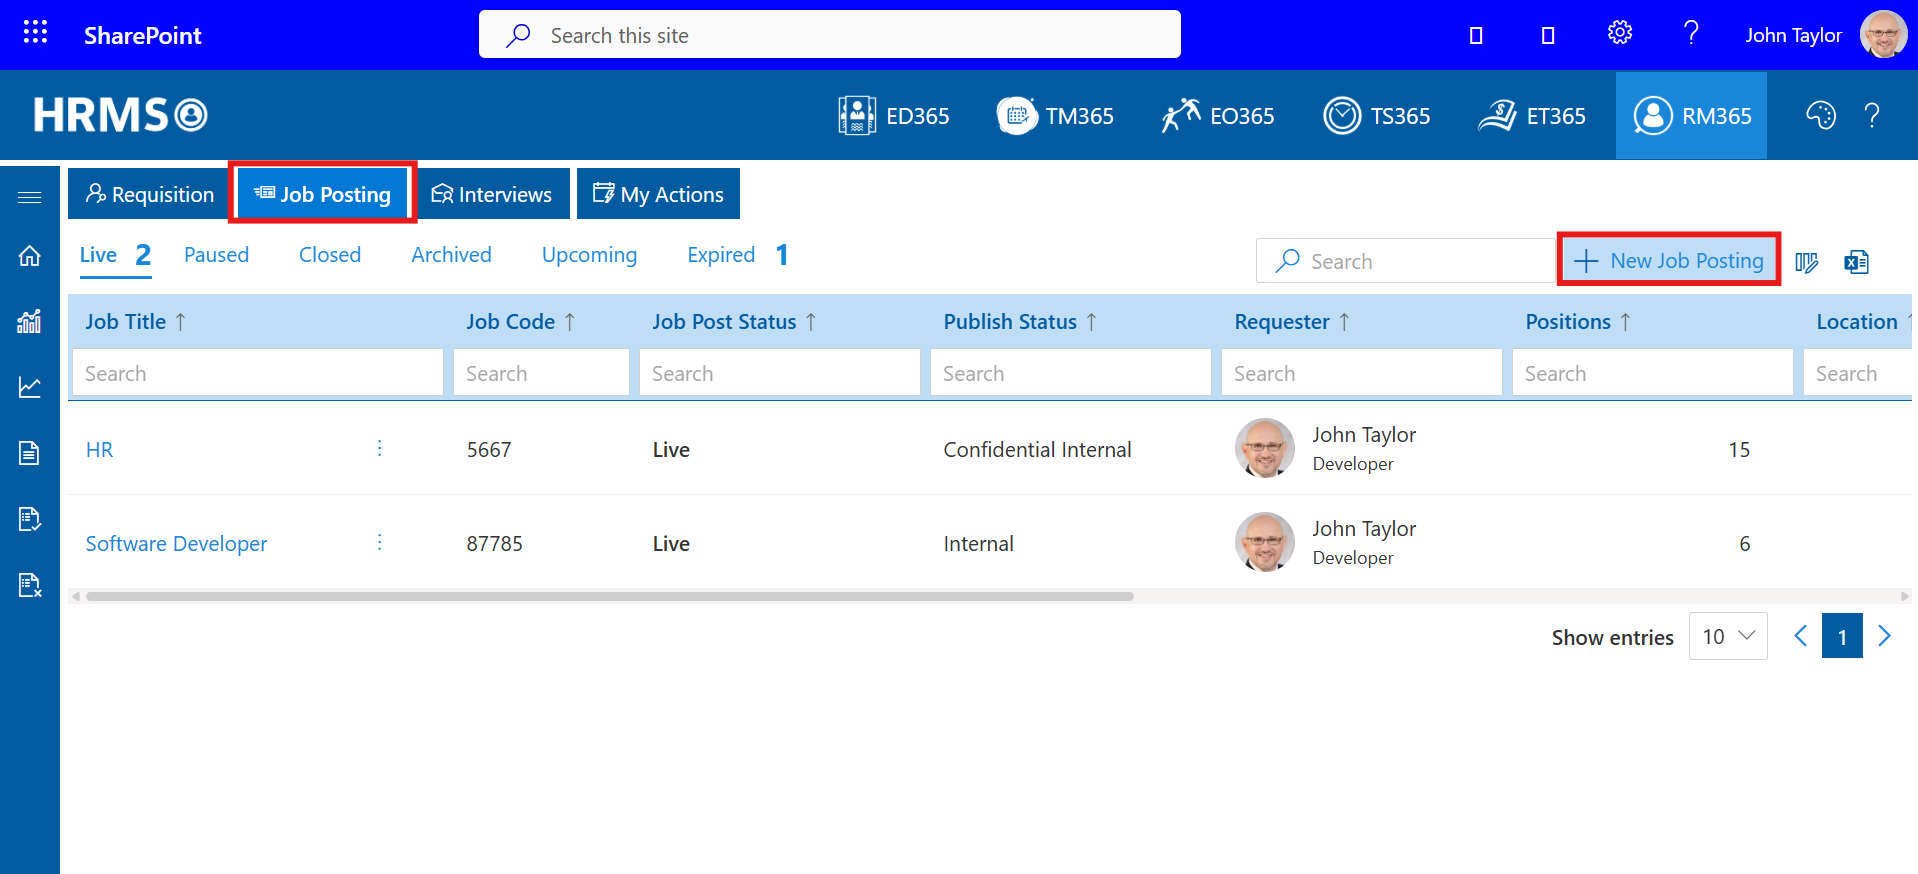 SharePoint
Search this site
John Taylor
HRMS
ED365
TM365
EO365
TS365
ET365
RM365
Requisition
Job Posting
Interviews
My Actions
Live 2
Paused
Closed
Archived
Upcoming
Expired 1
Search
New Job Posting
Job Title
Job Code
Job Post Status
Publish Status
Requester
Positions
Location
Search
Search
Search
Search
Search
Search
Search
HR
5667
Live
Confidential Internal
John Taylor
Developer
15
Software Developer
87785
Live
Internal
John Taylor
Developer
6
Show entries
10
1